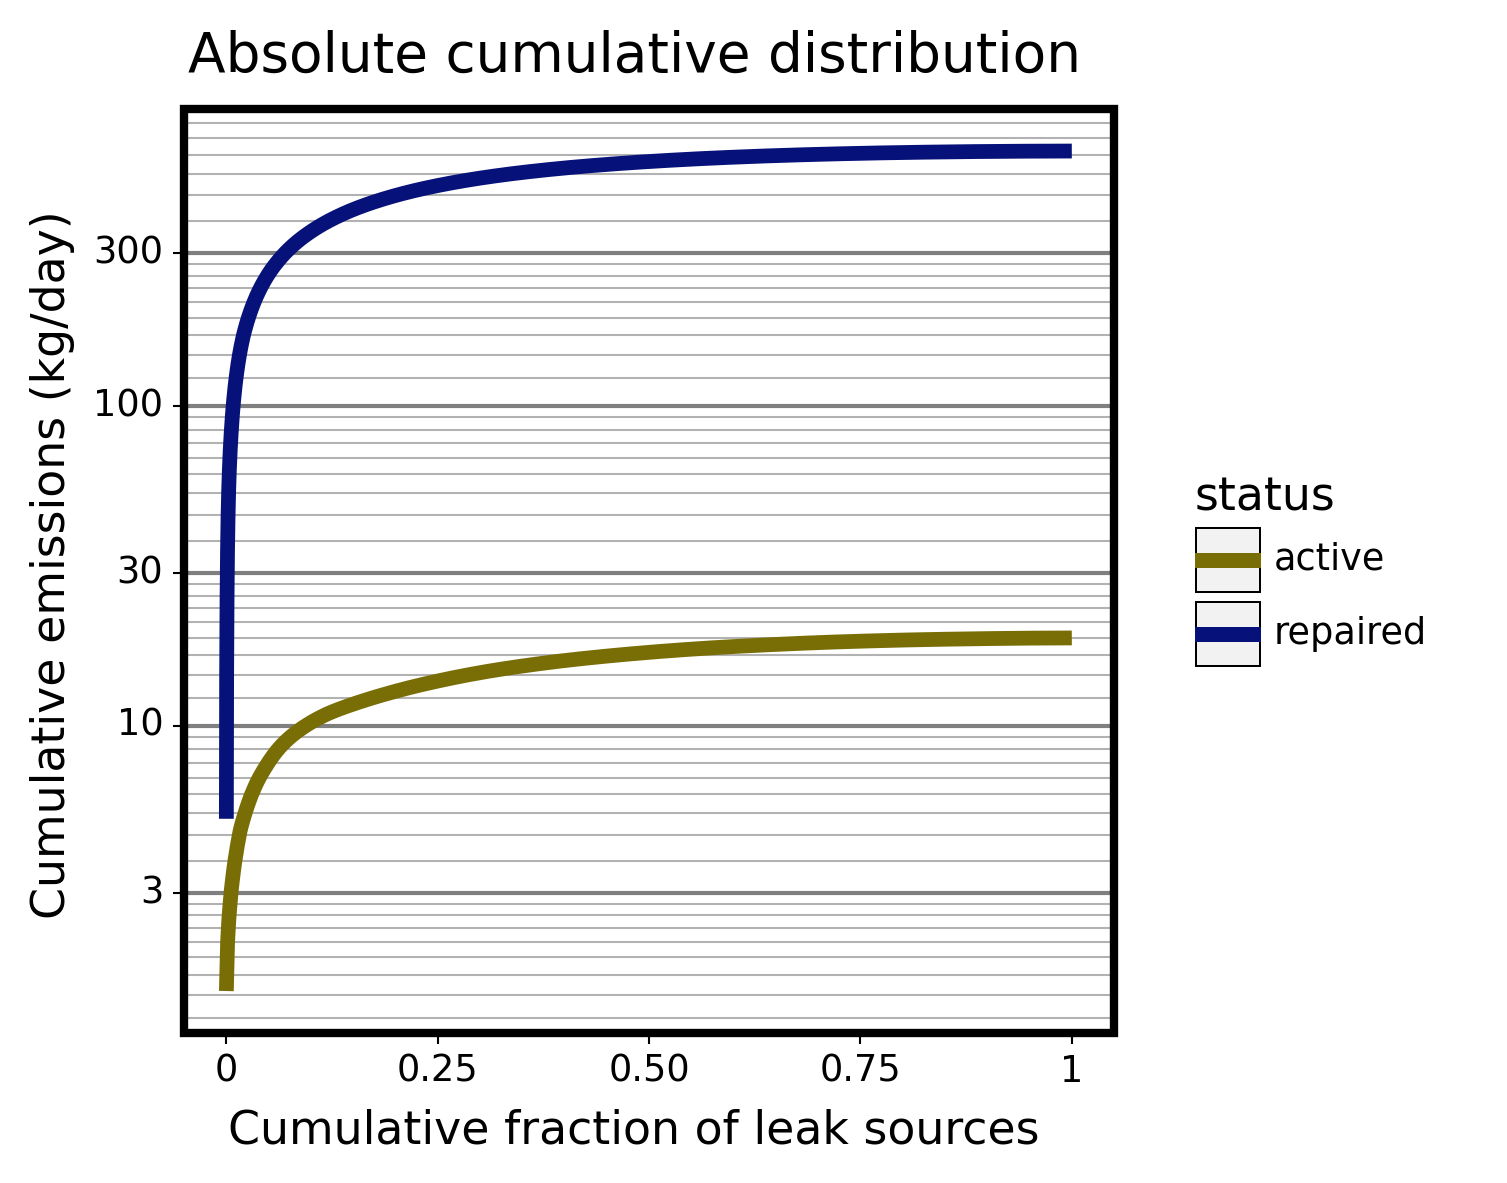 Absolute cumulative distribution
Cumulative emissions (kg/day)
300
100
30
10
3
0
0.25
0.50
0.75
1
Cumulative fraction of leak sources
status
active
repaired